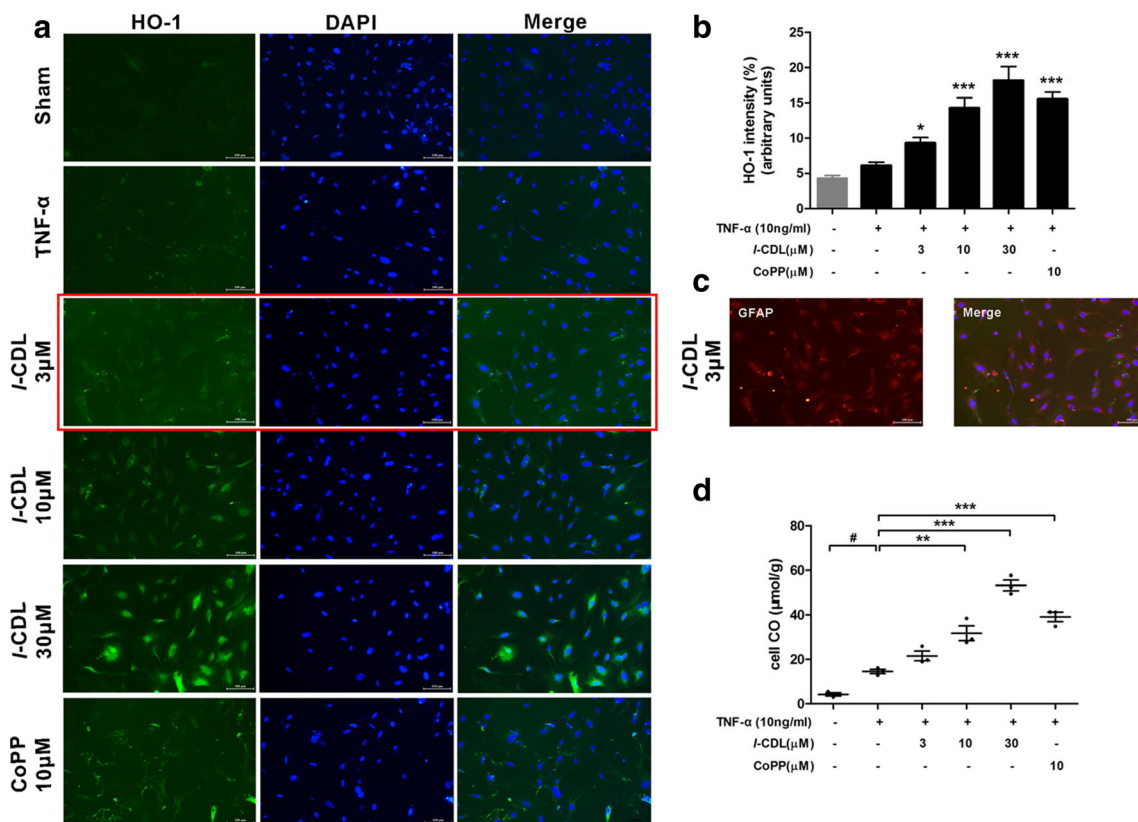 a
HO-1 DAPI Merge
Sham
TNF-α
l-CDL
3μM
l-CDL
10μM
l-CDL
30μM
CoPP
10μM
b
HO-1 intensity (%)
(arbitrary units)
25
20
15
10
5
0
* *** *** ***
TNF-α (10ng/ml) - + + + + +
l-CDL(μM) - - 3 10 30 -
CoPP(μM) - - - - - 10
c
l-CDL
3μM
GFAP Merge
d
cell CO (μmol/g)
80
60
40
20
0
***
***
# **
TNF-α (10ng/ml) - + + + + +
l-CDL(μM) - - 3 10 30 -
CoPP(μM) - - - - - 10